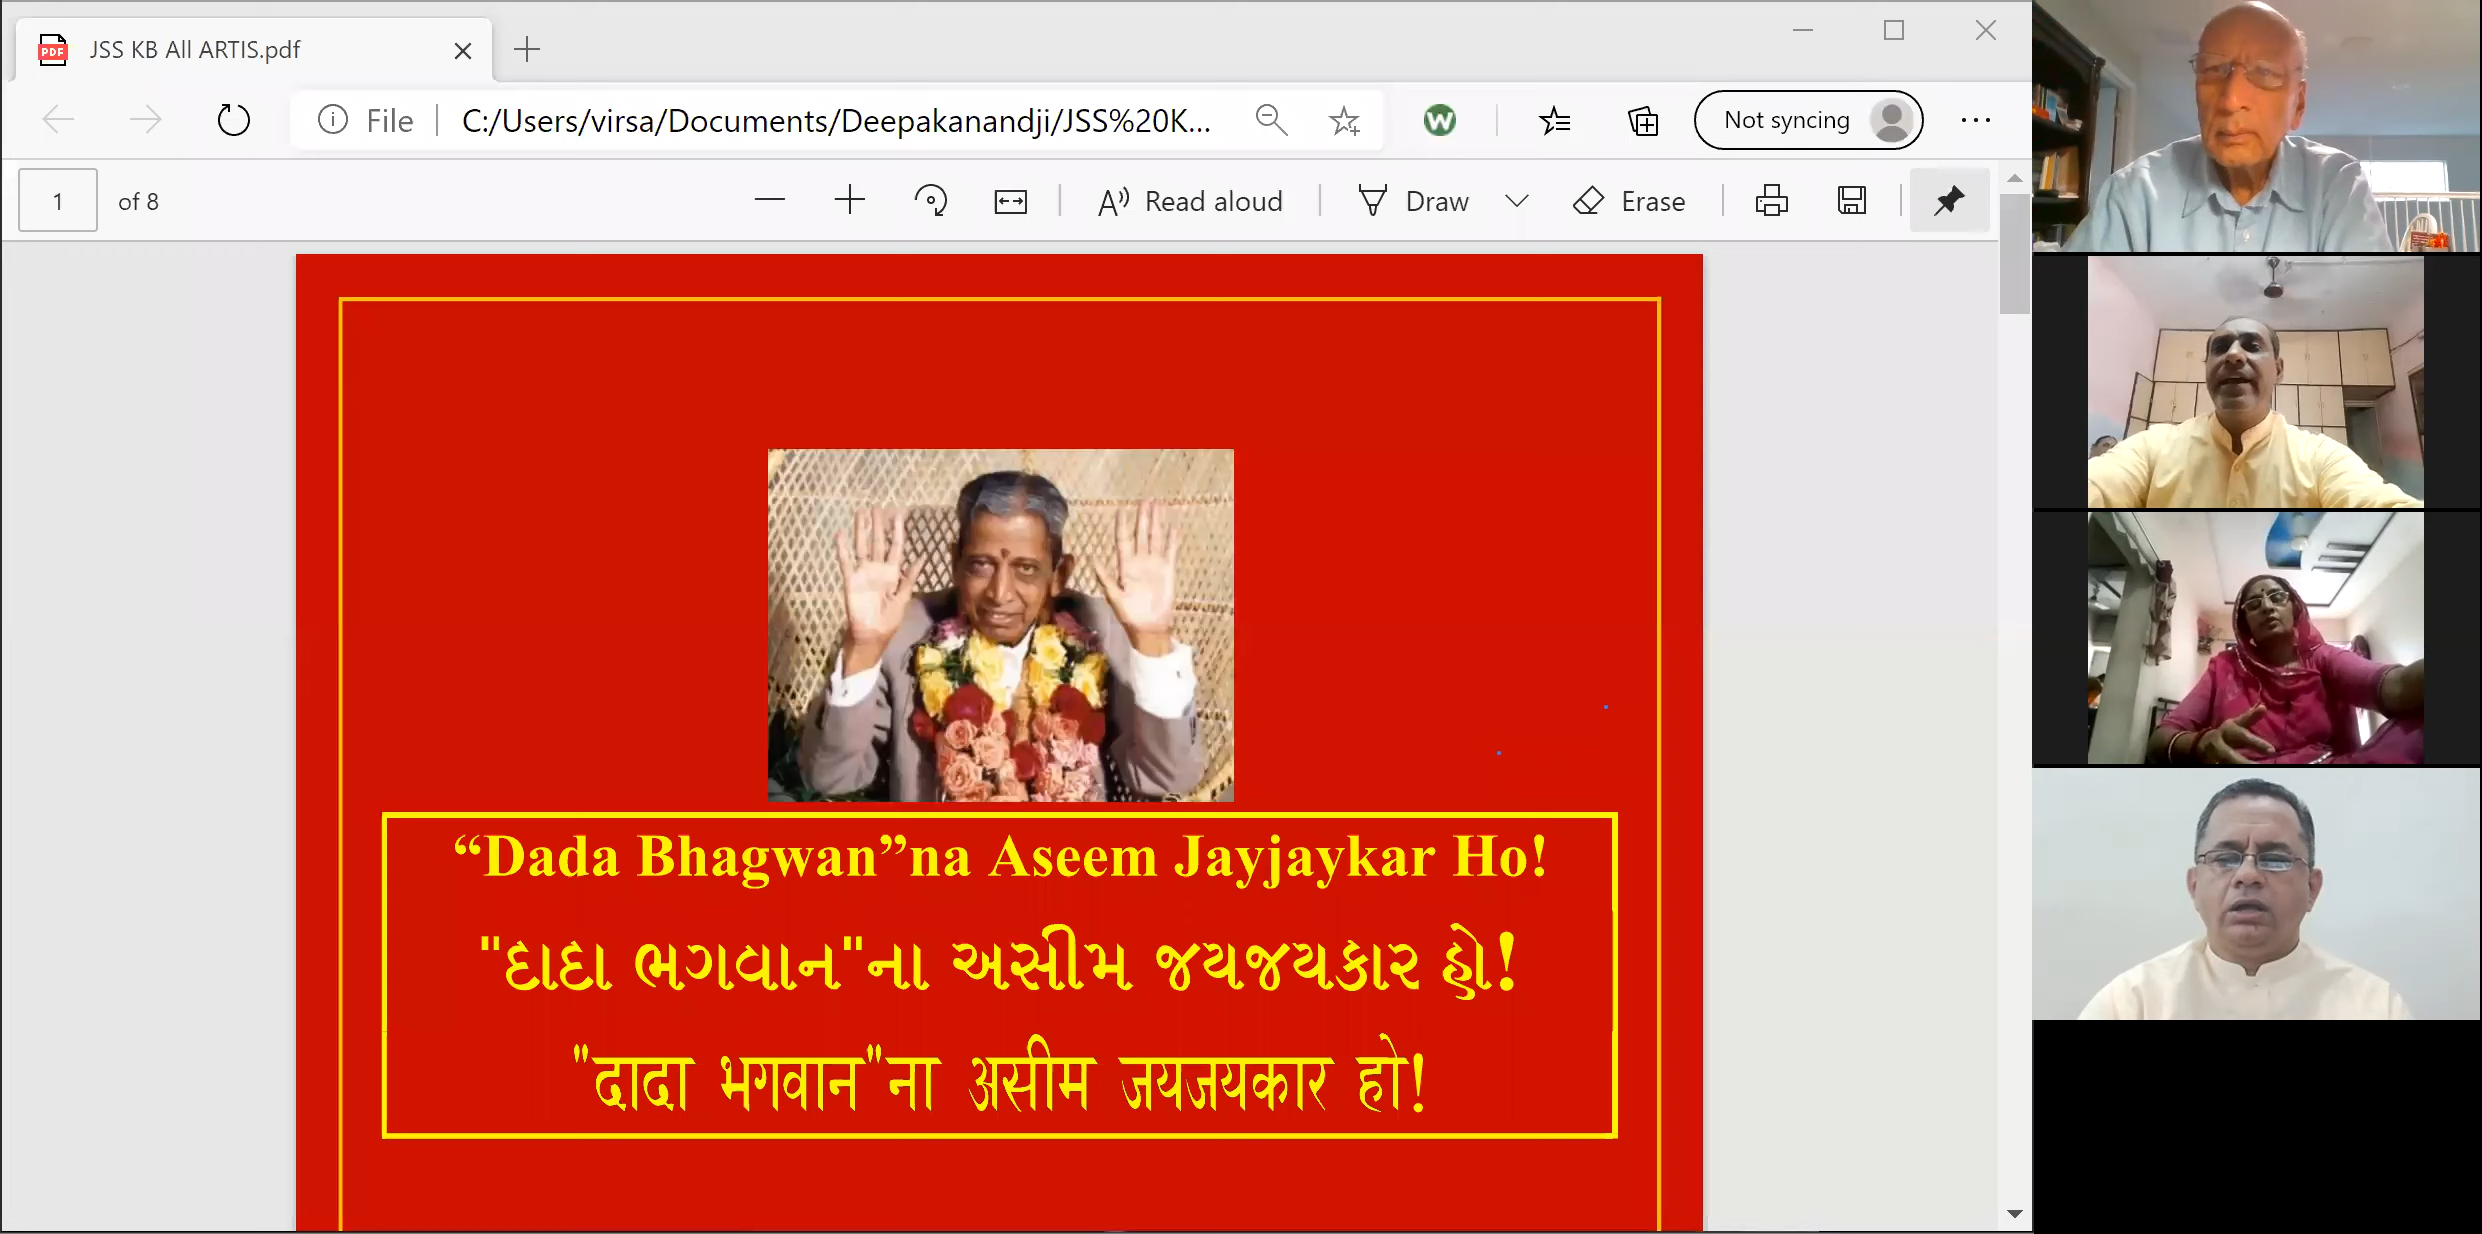 JSS KB All ARTIS.pdf
File C:/Users/virsa/Documents/Deepakanandji/JSS%20K...
Not syncing
1 of 8
Read aloud
Draw
Erase
“Dada Bhagwan”na Aseem Jayjaykar Ho!
"દાદા ભગવાન"ના અસીમ જયજયકાર હો!
"दादा भगवान"ना असीम जयजयकार हो!